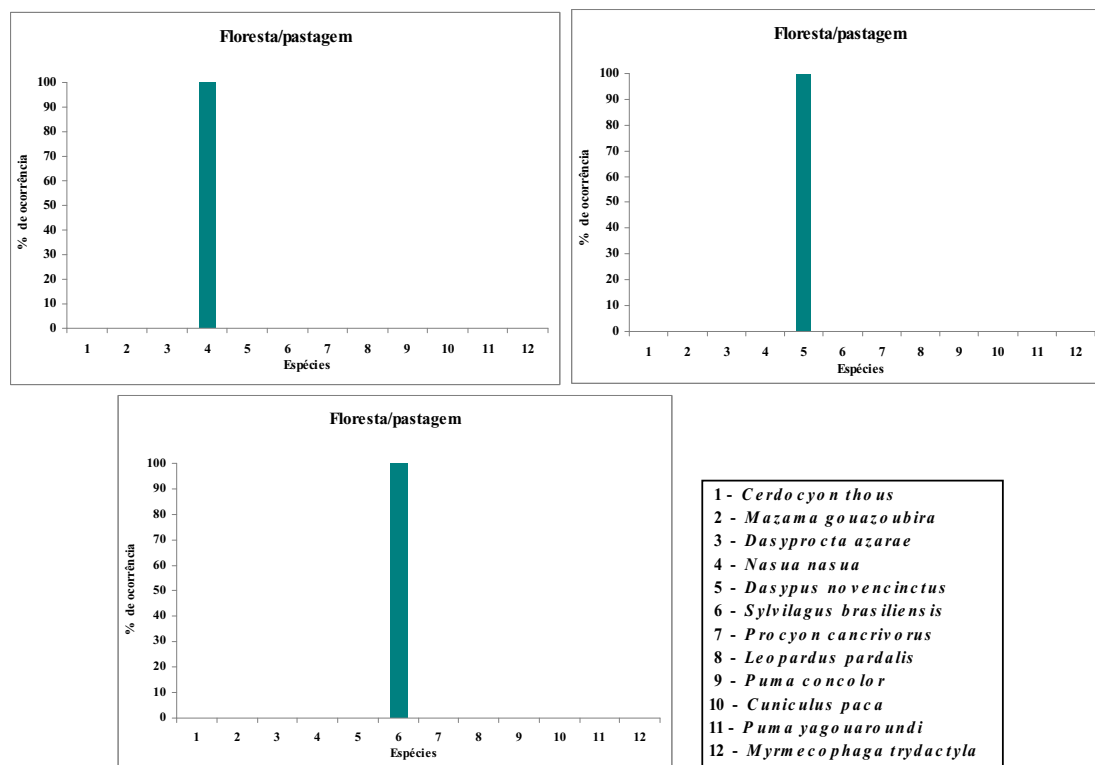 Floresta/pastagem
% de ocorrência
100
90
80
70
60
50
40
30
20
10
0
1 2 3 4 5 6 7 8 9 10 11 12
Espécies
Floresta/pastagem
% de ocorrência
100
90
80
70
60
50
40
30
20
10
0
1 2 3 4 5 6 7 8 9 10 11 12
Espécies
Floresta/pastagem
% de ocorrência
100
90
80
70
60
50
40
30
20
10
0
1 2 3 4 5 6 7 8 9 10 11 12
Espécies
1 - Cerdocyon thous
2 - Mazama gouazoubira
3 - Dasyprocta azarae
4 - Nasua nasua
5 - Dasypus novencinctus
6 - Sylvilagus brasiliensis
7 - Procyon cancrivorus
8 - Leopardus pardalis
9 - Puma concolor
10 - Cuniculus paca
11 - Puma yagouaroundi
12 - Myrmecophaga trydactyla